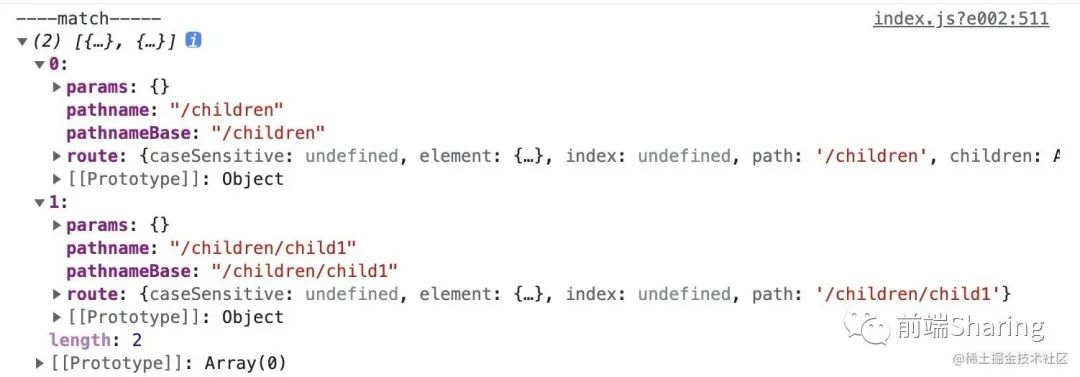 ----match-----
index.js?e002:511
▼(2) [{…}, {…}] i
▼0:
▶params: {}
pathname: "/children"
pathnameBase: "/children"
▶route: {caseSensitive: undefined, element: {…}, index: undefined, path: '/children', children: A
▶[[Prototype]]: Object
▼1:
▶params: {}
pathname: "/children/child1"
pathnameBase: "/children/child1"
▶route: {caseSensitive: undefined, element: {…}, index: undefined, path: '/children/child1'}
▶[[Prototype]]: Object
length: 2
▶[[Prototype]]: Array(0)
前端Sharing
@稀土掘金技术社区